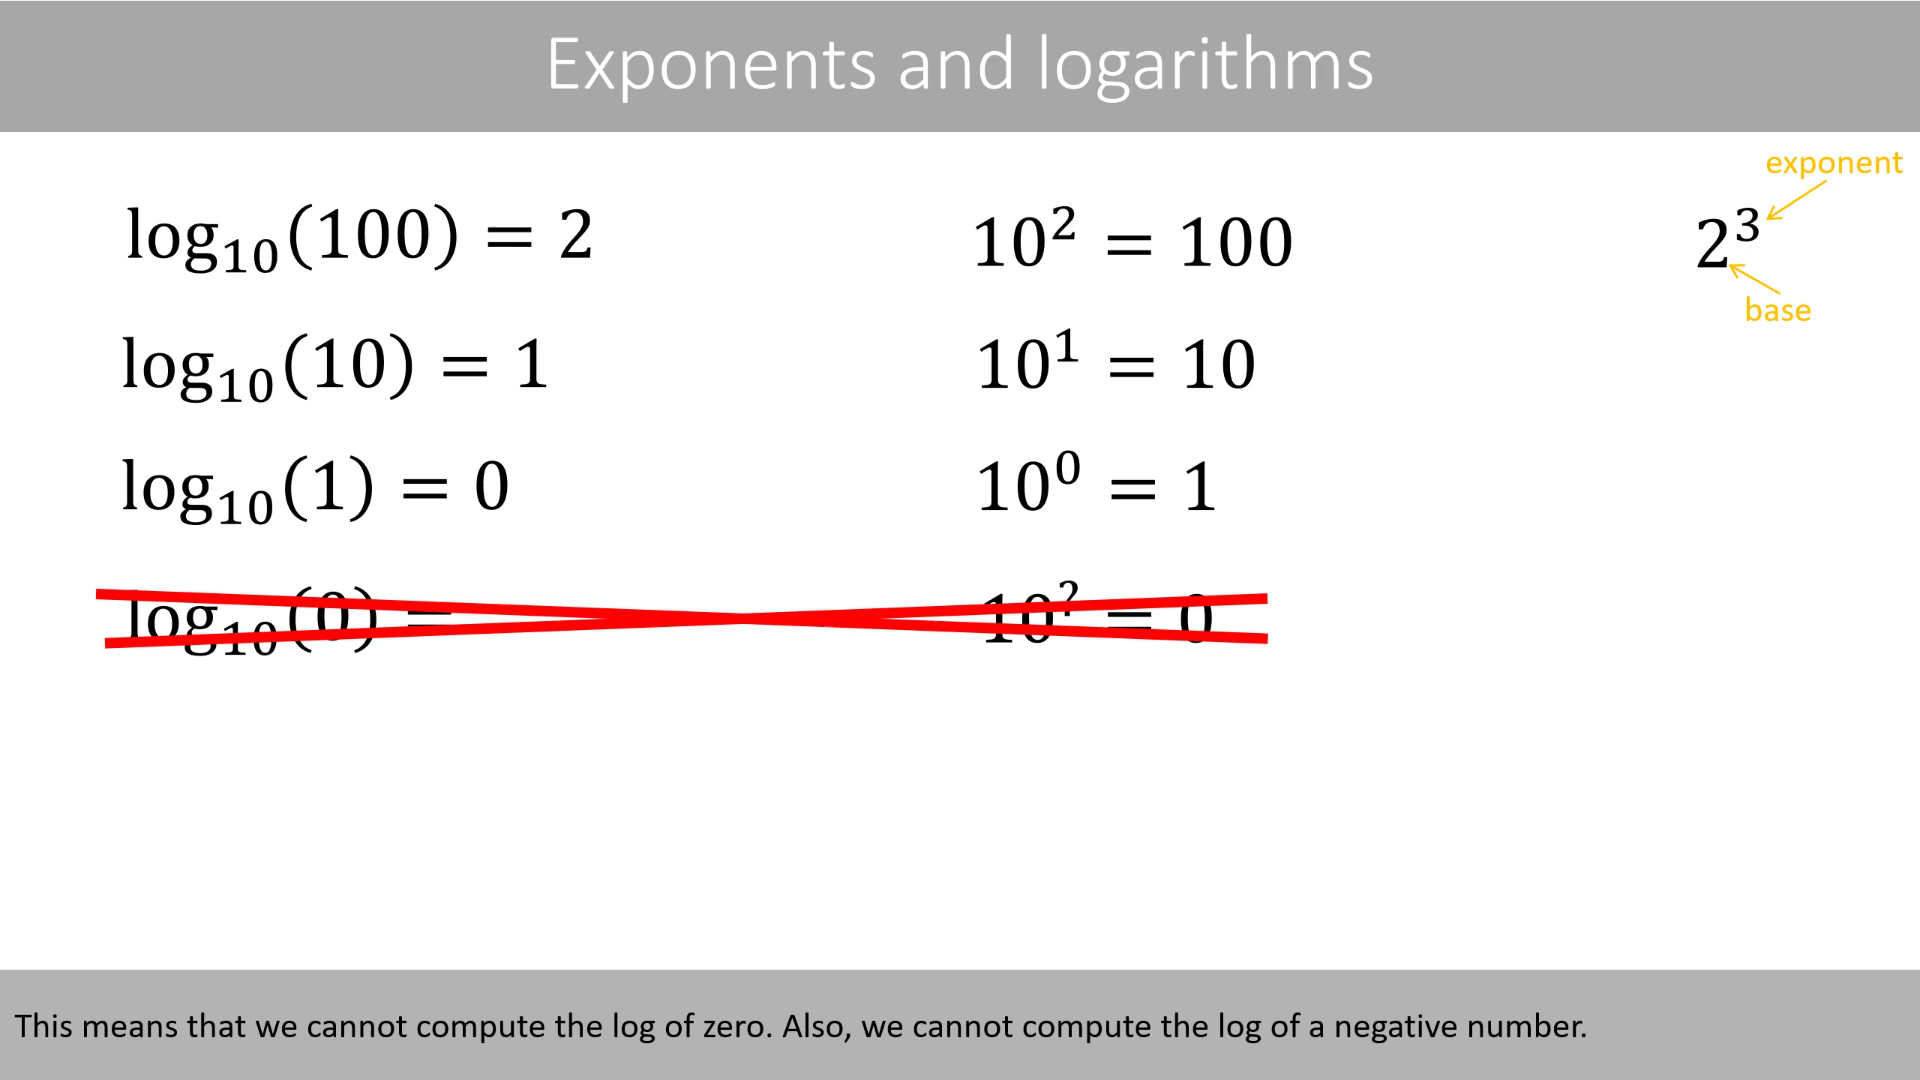 Exponents and logarithms
exponent
log₁₀(100) = 2 10² = 100 2³
base
log₁₀(10) = 1 10¹ = 10
log₁₀(1) = 0 10⁰ = 1
log₁₀(0) = 10^? = 0
This means that we cannot compute the log of zero. Also, we cannot compute the log of a negative number.